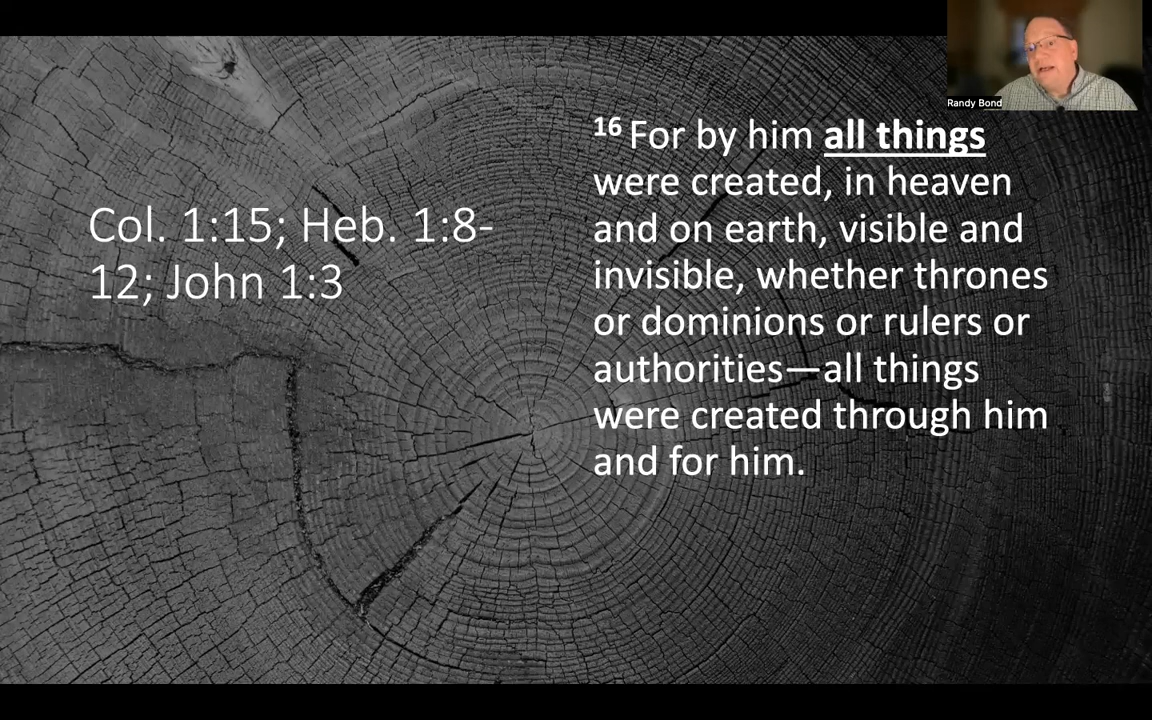 Randy Bond
Col. 1:15; Heb. 1:8-
12; John 1:3
16 For by him all things
were created, in heaven
and on earth, visible and
invisible, whether thrones
or dominions or rulers or
authorities—all things
were created through him
and for him.